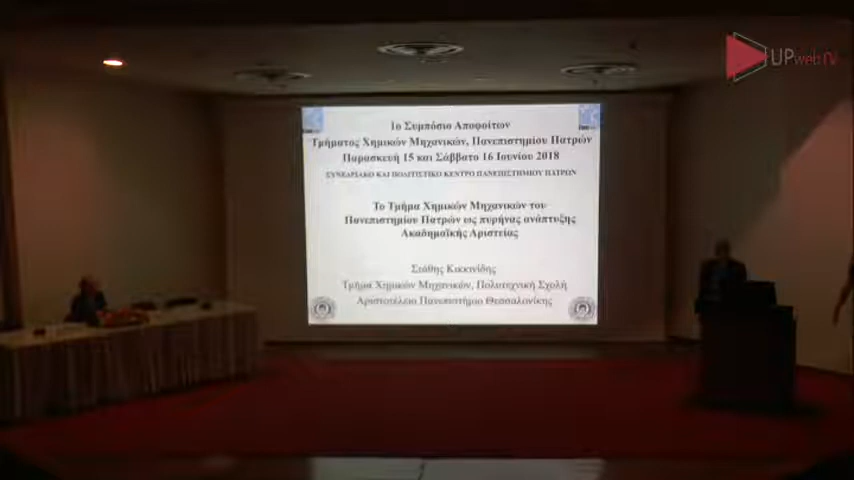 UPwebTV
1ο Συμπόσιο Αποφοίτων
Τμήματος Χημικών Μηχανικών, Πανεπιστημίου Πατρών
Παρασκευή 15 και Σάββατο 16 Ιουνίου 2018
ΣΥΝΕΔΡΙΑΚΟ ΚΑΙ ΠΟΛΙΤΙΣΤΙΚΟ ΚΕΝΤΡΟ ΠΑΝΕΠΙΣΤΗΜΙΟΥ ΠΑΤΡΩΝ
Το Τμήμα Χημικών Μηχανικών του
Πανεπιστημίου Πατρών ως πυρήνας ανάπτυξης
Ακαδημαϊκής Αριστείας
Στάθης Κικκινίδης
Τμήμα Χημικών Μηχανικών, Πολυτεχνική Σχολή
Αριστοτέλειο Πανεπιστήμιο Θεσσαλονίκης